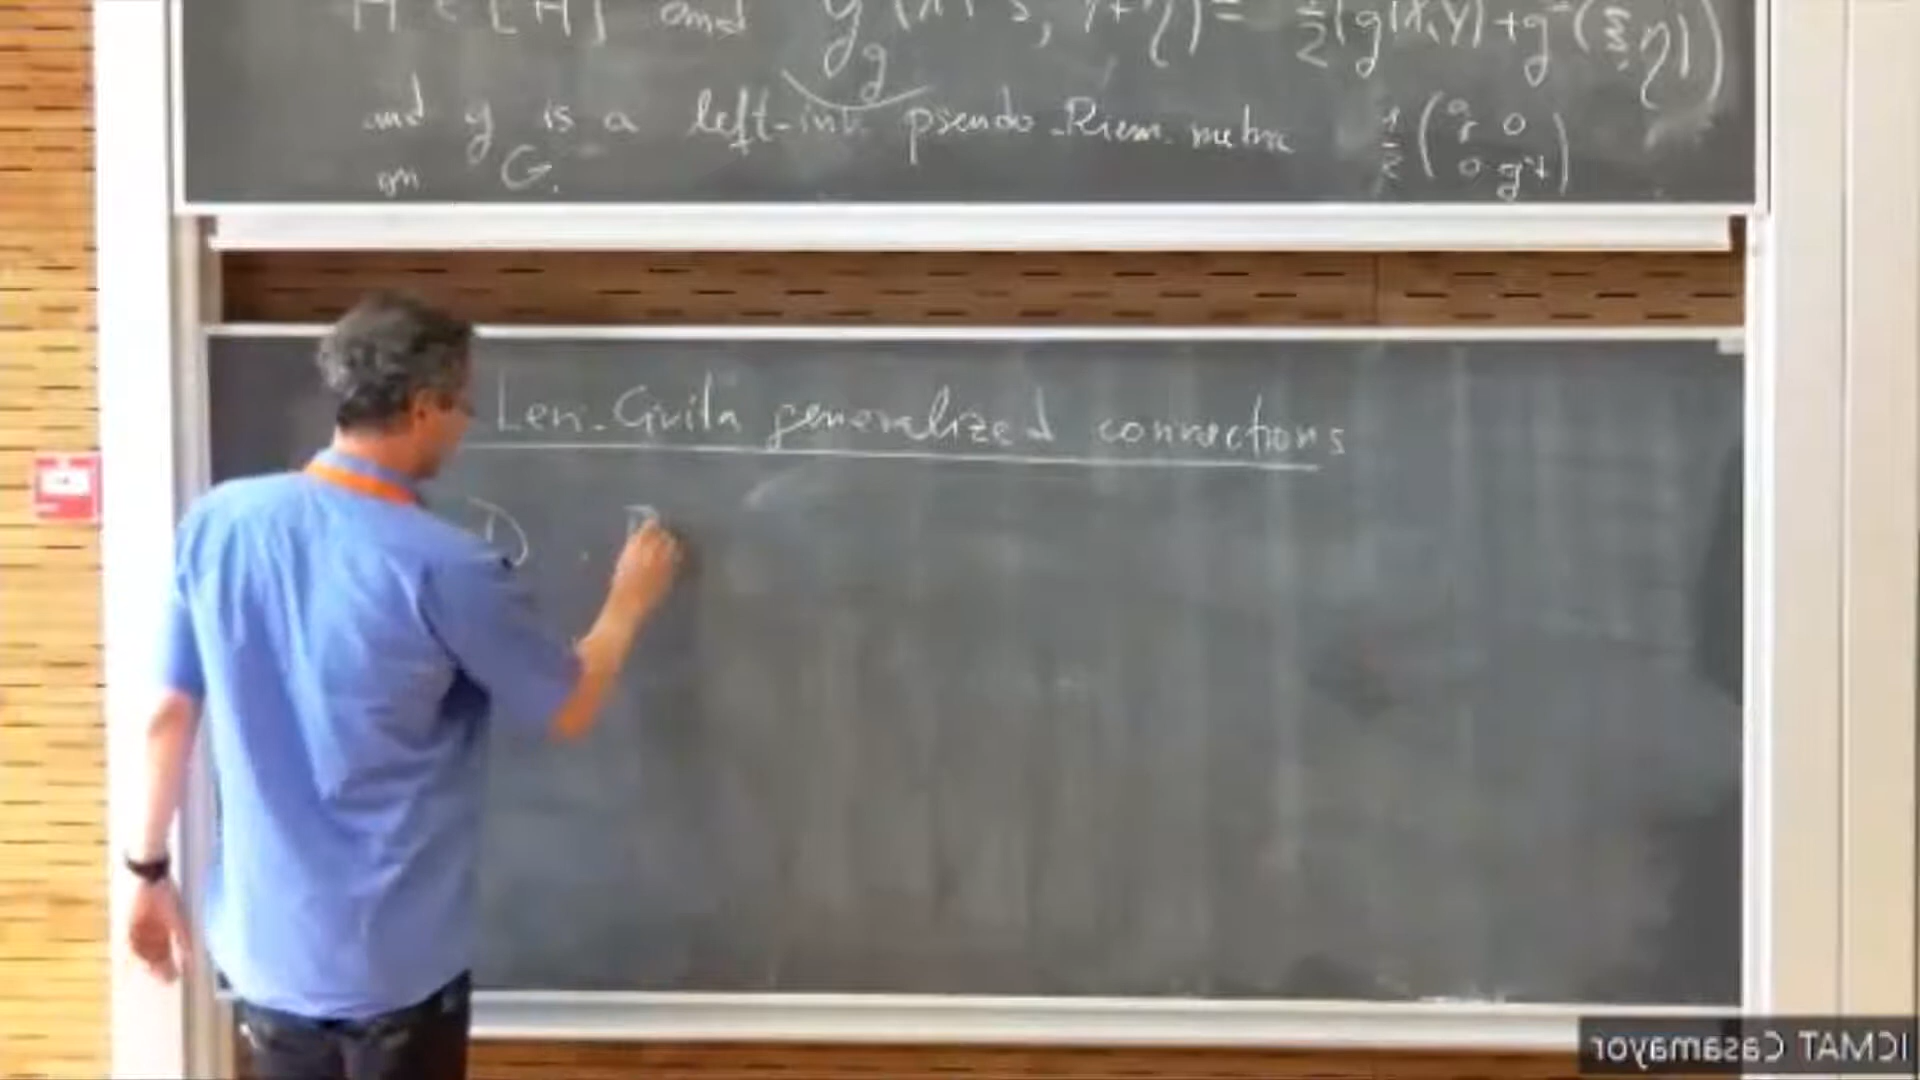 H ∈ [H] and 𝒢_g(X+ξ, Y+η) = ½(g(X,Y)+g⁻¹(ξ,η))
and g is a left-inv. pseudo-Riem. metric ½(g 0
on G. 0 g⁻¹)
Levi-Civita generalized connections
D
ICMAT Casamayor